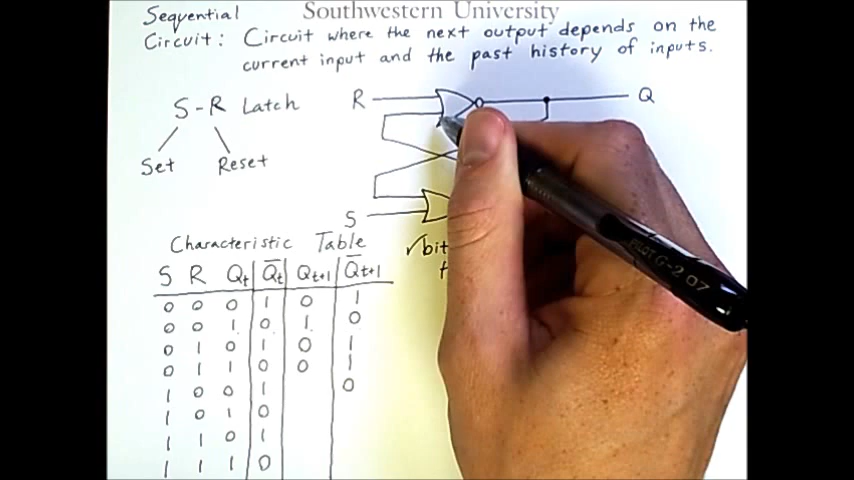 Southwestern University
Sequential
Circuit: Circuit where the next output depends on the
current input and the past history of inputs.
S-R Latch
R
Q
Set
Reset
S
Characteristic Table
√bit
S R Qt Q̅t Qt+1 Q̅t+1
0 0 0 1 0 1
0 0 1 0 1 0
0 1 0 1 0 1
0 1 1 0 0 1
1 0 0 1 0
1 0 1 0
1 1 0 1
1 1 1 0
PILOT G-2 07